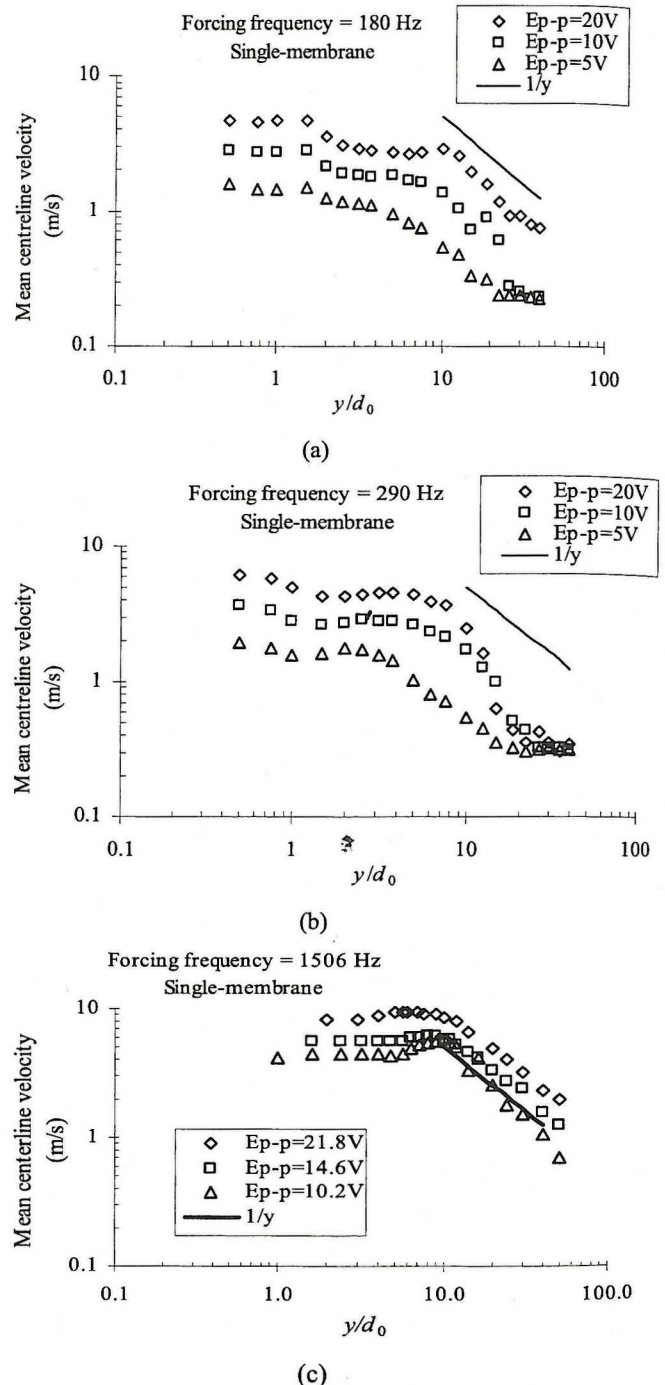 Forcing frequency = 180 Hz
Single-membrane
Ep-p=20V
Ep-p=10V
Ep-p=5V
1/y
10
1
0.1
Mean centreline velocity
(m/s)
0.1
1
10
100
y/d₀
(a)
Forcing frequency = 290 Hz
Single-membrane
Ep-p=20V
Ep-p=10V
Ep-p=5V
1/y
10
1
0.1
Mean centreline velocity
(m/s)
0.1
1
10
100
y/d₀
(b)
Forcing frequency = 1506 Hz
Single-membrane
10
1
0.1
Mean centerline velocity
(m/s)
Ep-p=21.8V
Ep-p=14.6V
Ep-p=10.2V
1/y
0.1
1.0
10.0
100.0
y/d₀
(c)